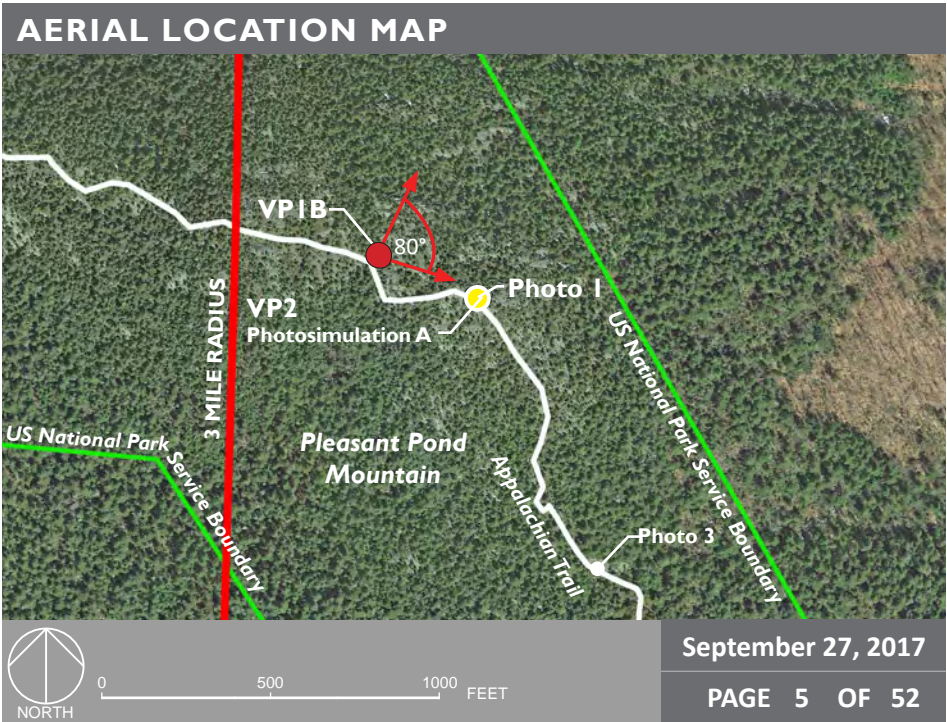 AERIAL LOCATION MAP
VP1B
80°
Photo 1
VP2
Photosimulation A
3 MILE RADIUS
US National Park Service Boundary
US National Park Service Boundary
Pleasant Pond
Mountain
Appalachian Trail
Photo 3
NORTH
0 500 1000 FEET
September 27, 2017
PAGE 5 OF 52